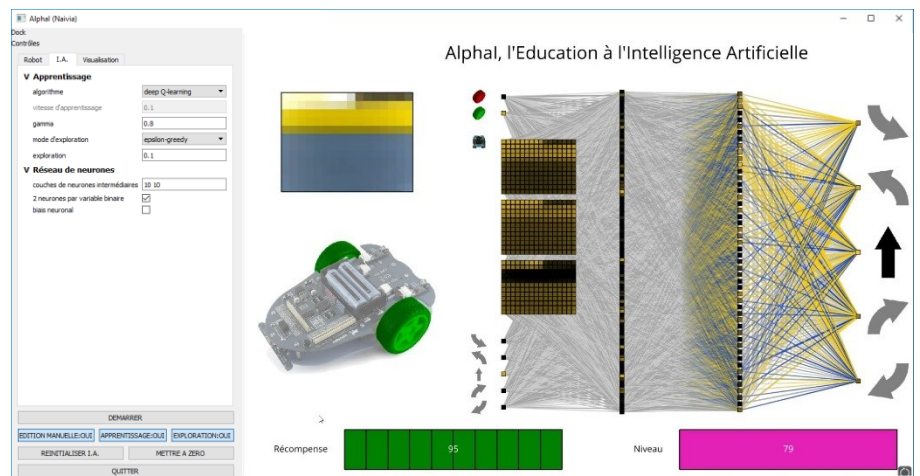 AlphaI (Naivia)
Dock
Contrôles
Robot I.A. Visualisation
V Apprentissage
algorithme deep Q-learning
vitesse d'apprentissage 0.1
gamma 0.8
mode d'exploration epsilon-greedy
exploration 0.1
V Réseau de neurones
couches de neurones intermédiaires 10 10
2 neurones par variable binaire
biais neuronal
DEMARRER
EDITION MANUELLE:OUI APPRENTISSAGE:OUI EXPLORATION:OUI
REINITIALISER I.A. METTRE A ZERO
QUITTER
AlphaI, l'Education à l'Intelligence Artificielle
Récompense 95 Niveau 79